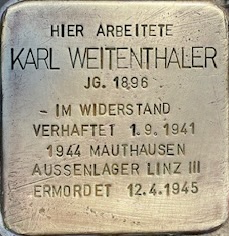 HIER ARBEITETE
KARL WEITENTHALER
JG. 1896
IM WIDERSTAND
VERHAFTET 1.9.1941
1944 MAUTHAUSEN
AUSSENLAGER LINZ III
ERMORDET 12.4.1945